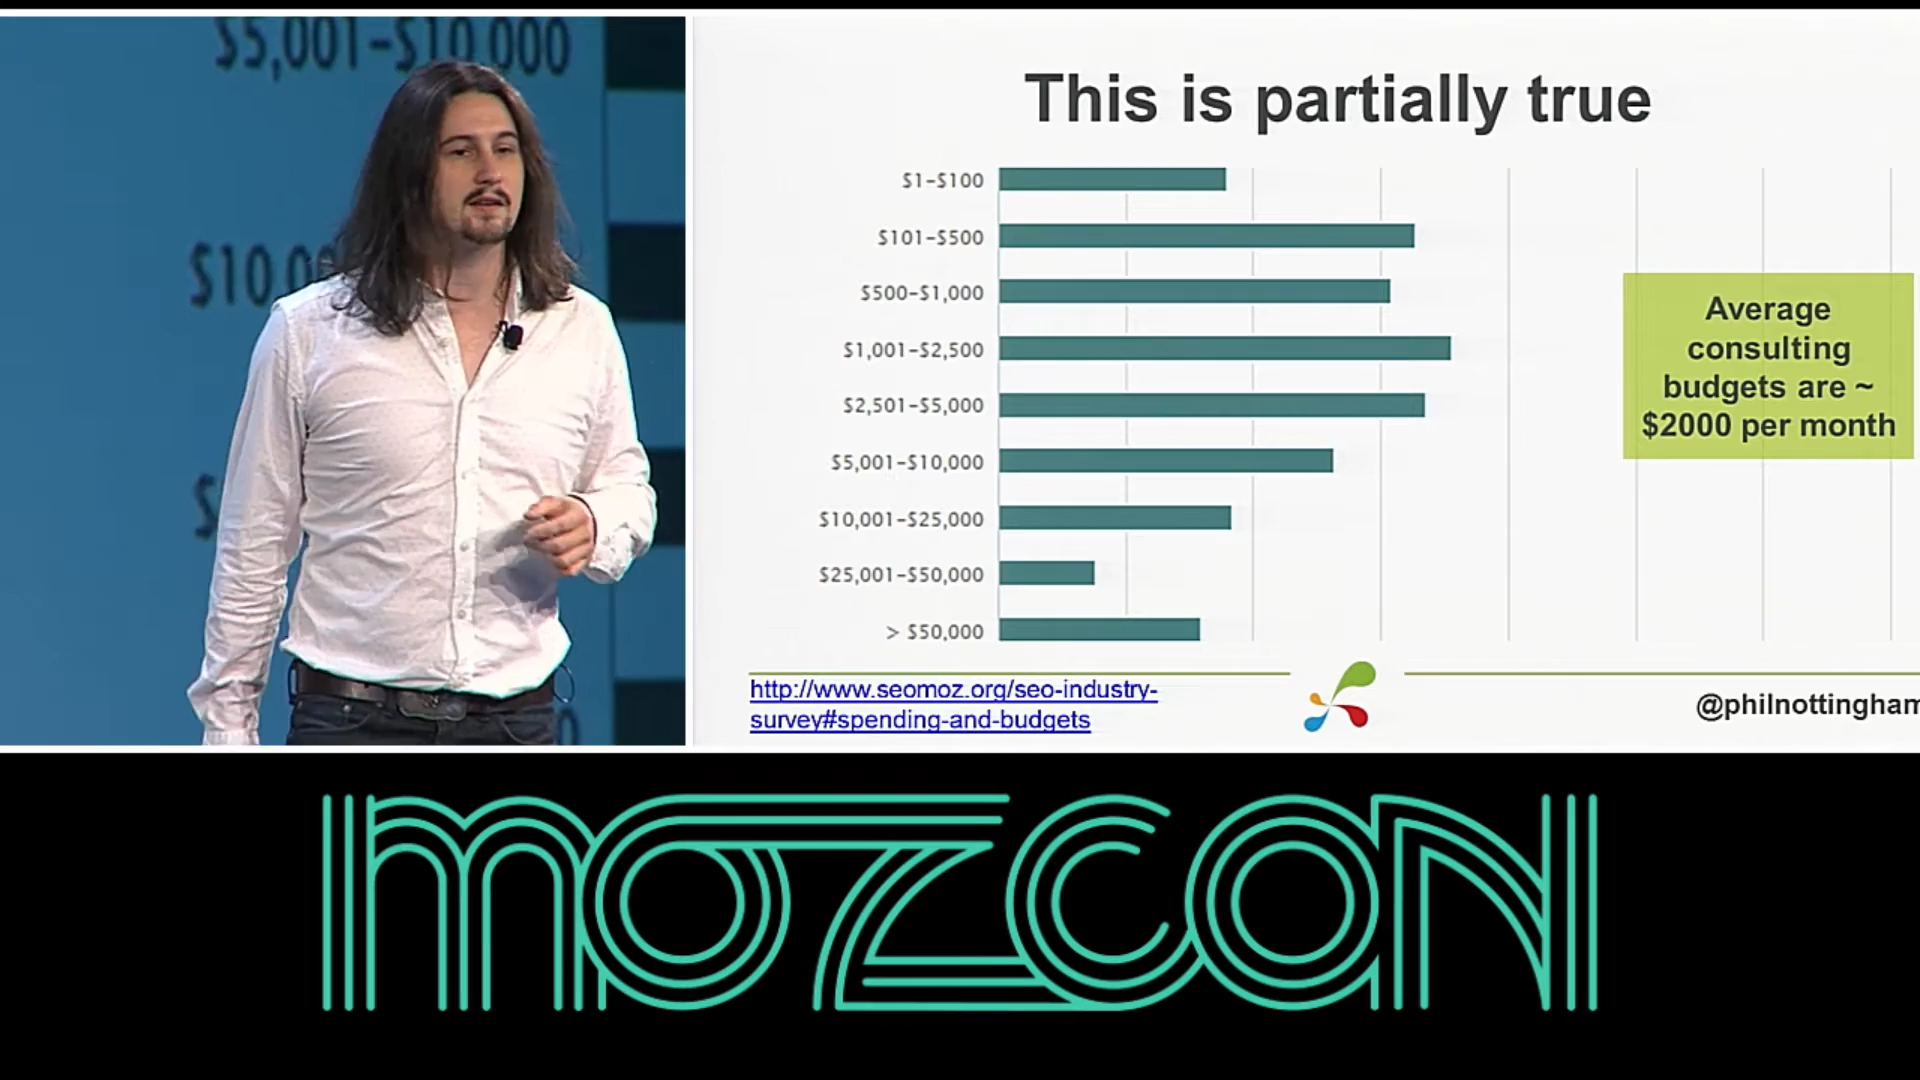 $5,001-$10,000
This is partially true
$1-$100
$101-$500
$500-$1,000
$1,001-$2,500
$2,501-$5,000
$5,001-$10,000
$10,001-$25,000
$25,001-$50,000
> $50,000
Average
consulting
budgets are ~
$2000 per month
http://www.seomoz.org/seo-industry-
survey#spending-and-budgets
@philnottingham
mozcon